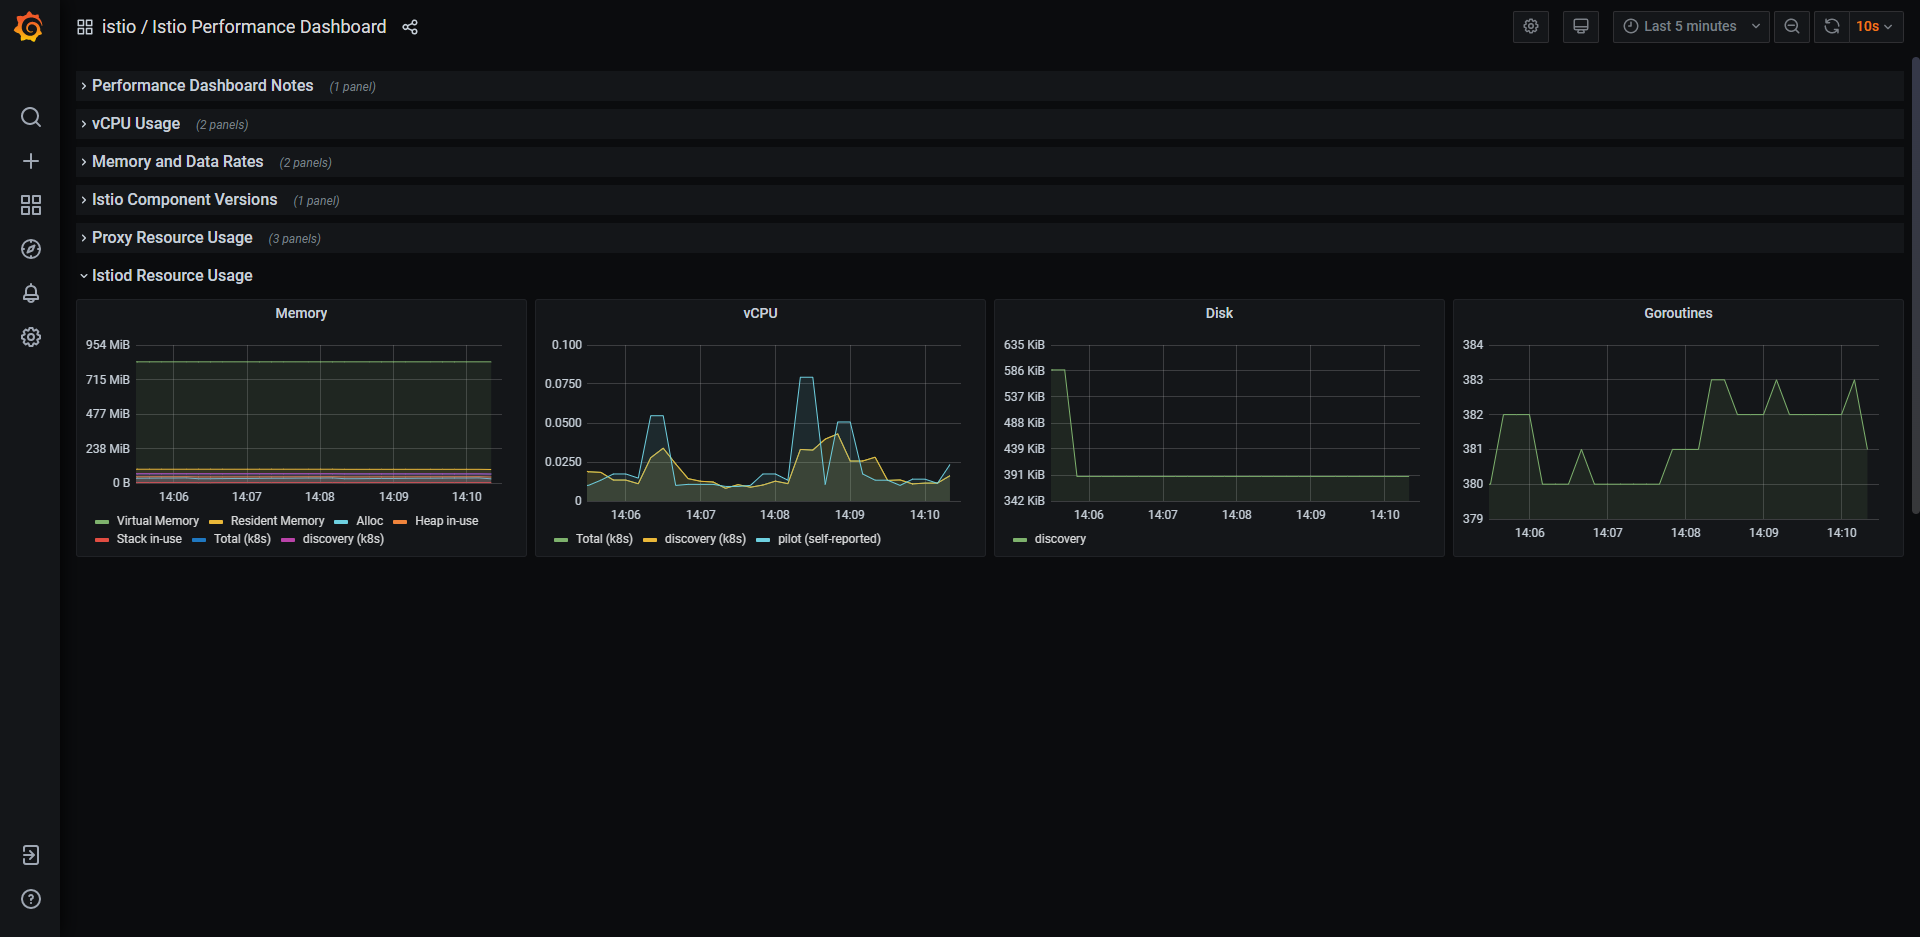 istio / Istio Performance Dashboard
Last 5 minutes
10s
Performance Dashboard Notes (1 panel)
vCPU Usage (2 panels)
Memory and Data Rates (2 panels)
Istio Component Versions (1 panel)
Proxy Resource Usage (3 panels)
Istiod Resource Usage
Memory
954 MiB
715 MiB
477 MiB
238 MiB
0 B
14:06 14:07 14:08 14:09 14:10
Virtual Memory Resident Memory Alloc Heap in-use
Stack in-use Total (k8s) discovery (k8s)
vCPU
0.100
0.0750
0.0500
0.0250
0
14:06 14:07 14:08 14:09 14:10
Total (k8s) discovery (k8s) pilot (self-reported)
Disk
635 KiB
586 KiB
537 KiB
488 KiB
439 KiB
391 KiB
342 KiB
14:06 14:07 14:08 14:09 14:10
discovery
Goroutines
384
383
382
381
380
379
14:06 14:07 14:08 14:09 14:10